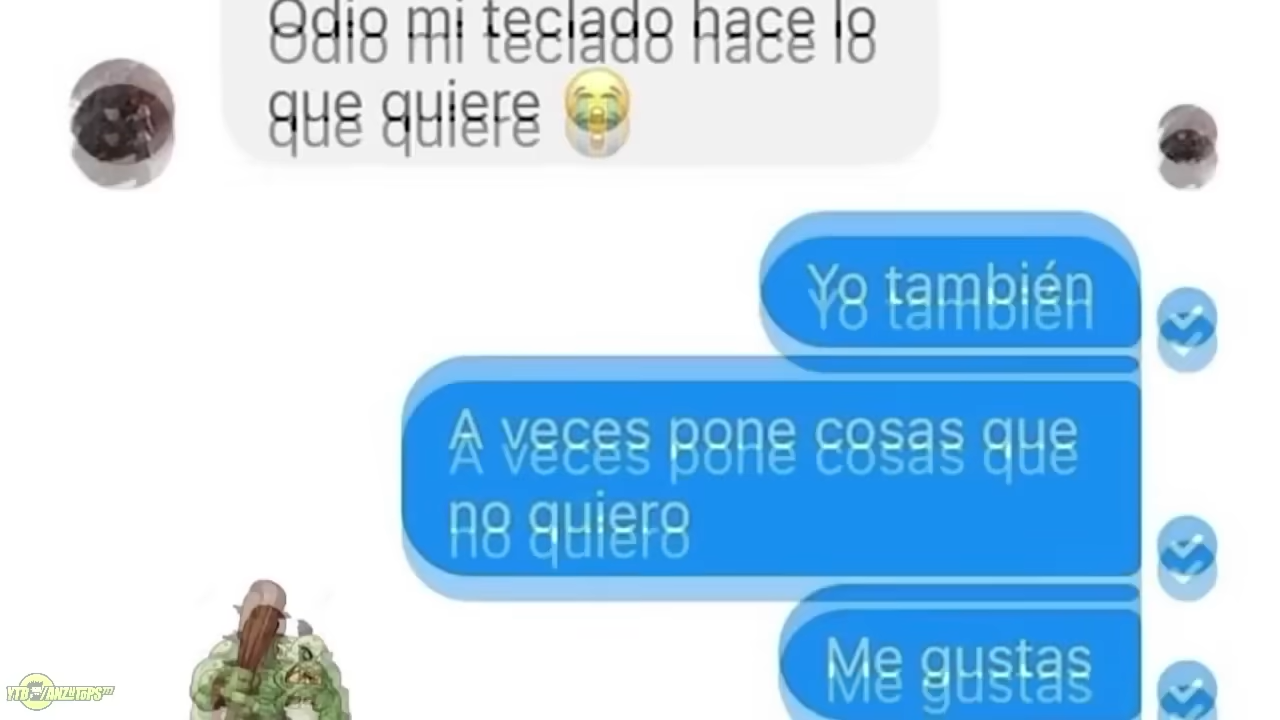 Odio mi teclado hace lo
que quiere 😭
Yo también
A veces pone cosas que
no quiero
Me gustas